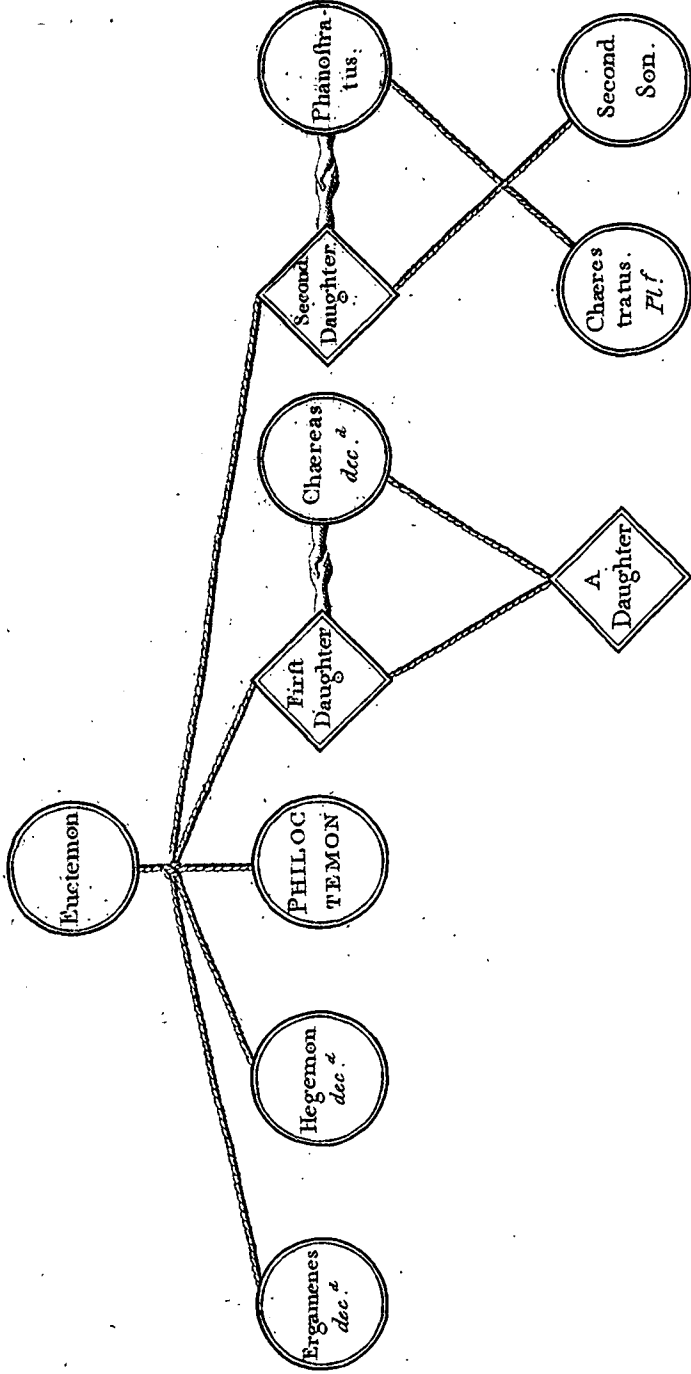 Euctemon
Ergamenes
dec.d
Hegemon
dec.d
PHILOC
TEMON
Firſt
Daughter
Chæreas
dec.d
Second
Daughter.
Phanoſtra-
tus.
A
Daughter
Chæres
tratus.
Pl.f
Second
Son.